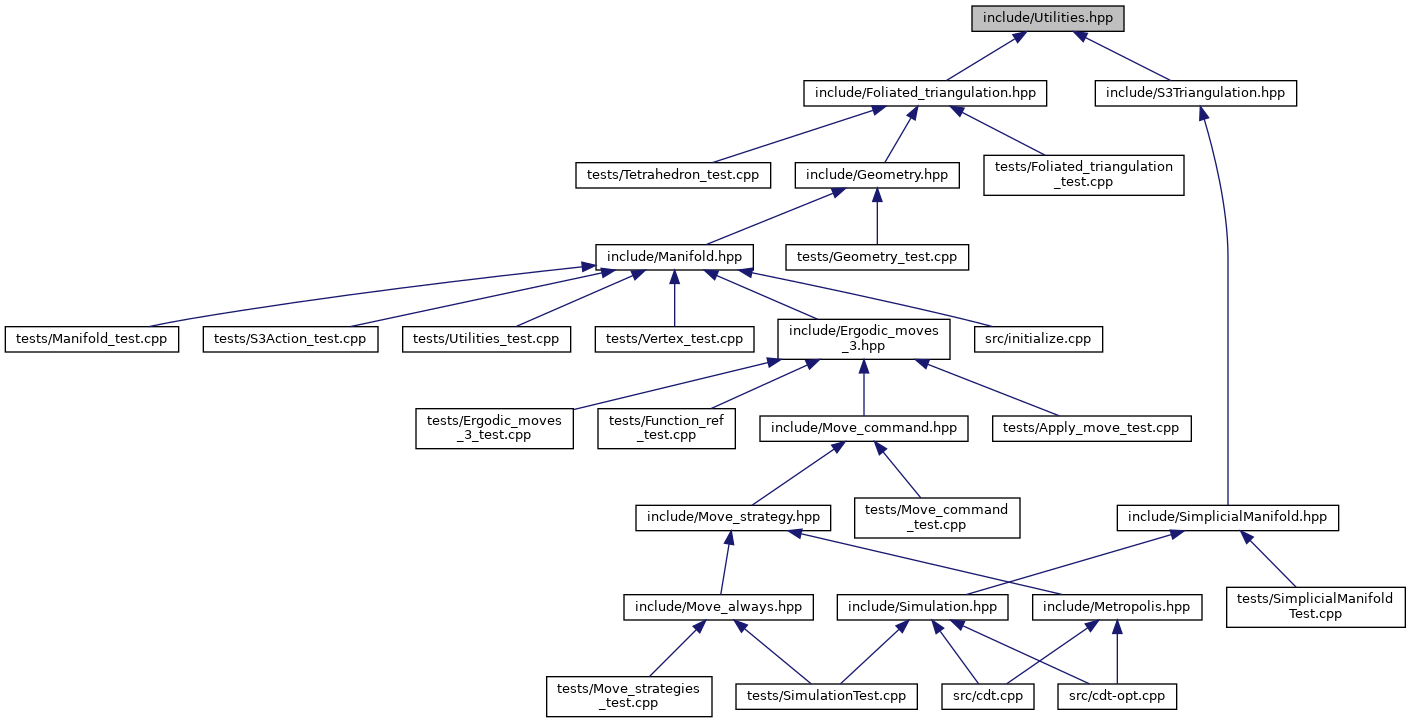 include/Utilities.hpp
include/Foliated_triangulation.hpp
include/S3Triangulation.hpp
tests/Tetrahedron_test.cpp
include/Geometry.hpp
tests/Foliated_triangulation
_test.cpp
include/Manifold.hpp
tests/Geometry_test.cpp
tests/Manifold_test.cpp
tests/S3Action_test.cpp
tests/Utilities_test.cpp
tests/Vertex_test.cpp
include/Ergodic_moves
_3.hpp
src/initialize.cpp
tests/Ergodic_moves
_3_test.cpp
tests/Function_ref
_test.cpp
include/Move_command.hpp
tests/Apply_move_test.cpp
include/Move_strategy.hpp
tests/Move_command
_test.cpp
include/SimplicialManifold.hpp
include/Move_always.hpp
include/Simulation.hpp
include/Metropolis.hpp
tests/SimplicialManifold
Test.cpp
tests/Move_strategies
_test.cpp
tests/SimulationTest.cpp
src/cdt.cpp
src/cdt-opt.cpp